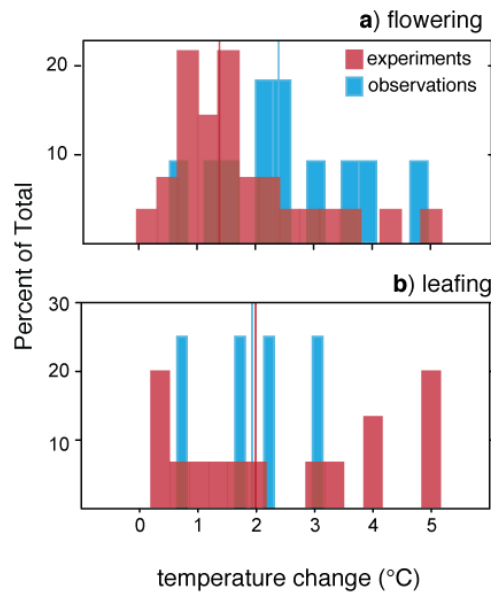 a) flowering
experiments
observations
20
10
Percent of Total
b) leafing
30
20
10
0 1 2 3 4 5
temperature change (°C)